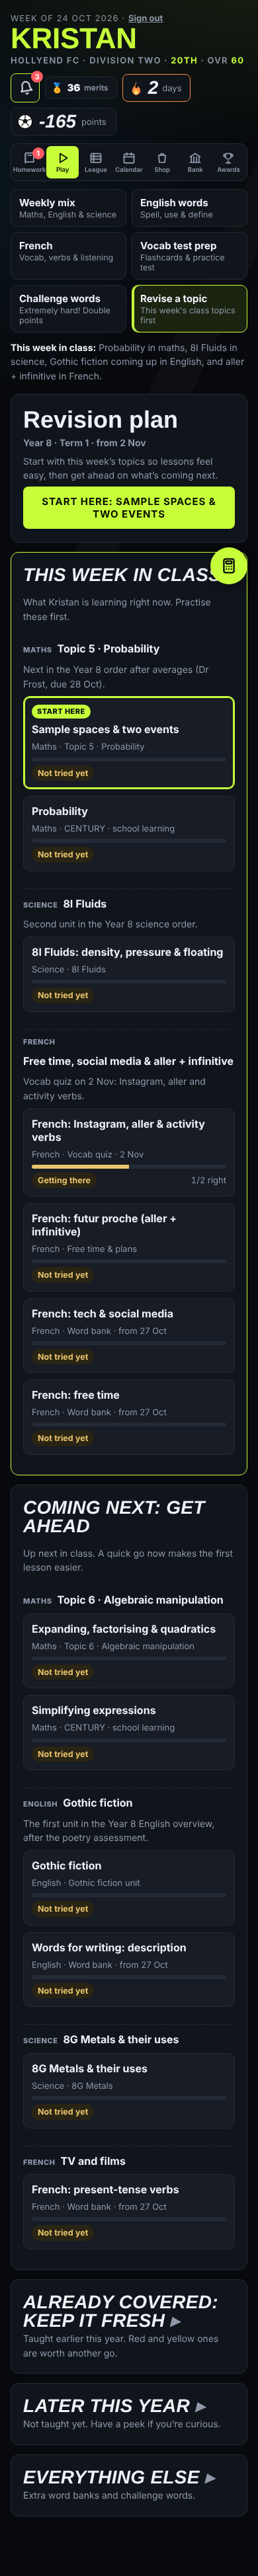 WEEK OF 24 OCT 2026 · Sign out
KRISTAN
HOLLYEND FC · DIVISION TWO · 20TH · OVR 60
3
36 merits
2 days
-165 points
1
Homework
Play
League
Calendar
Shop
Bank
Awards
Weekly mix
Maths, English & science
English words
Spell, use & define
French
Vocab, verbs & listening
Vocab test prep
Flashcards & practice
test
Challenge words
Extremely hard! Double
points
Revise a topic
This week's class topics
first
This week in class: Probability in maths, 8I Fluids in
science, Gothic fiction coming up in English, and aller
+ infinitive in French.
Revision plan
Year 8 · Term 1 · from 2 Nov
Start with this week's topics so lessons feel
easy, then get ahead on what's coming next.
START HERE: SAMPLE SPACES &
TWO EVENTS
THIS WEEK IN CLASS
What Kristan is learning right now. Practise
these first.
MATHS Topic 5 · Probability
Next in the Year 8 order after averages (Dr
Frost, due 28 Oct).
START HERE
Sample spaces & two events
Maths · Topic 5 · Probability
Not tried yet
Probability
Maths · CENTURY · school learning
Not tried yet
SCIENCE 8I Fluids
Second unit in the Year 8 science order.
8I Fluids: density, pressure & floating
Science · 8I Fluids
Not tried yet
FRENCH
Free time, social media & aller + infinitive
Vocab quiz on 2 Nov: Instagram, aller and
activity verbs.
French: Instagram, aller & activity
verbs
French · Vocab quiz · 2 Nov
Getting there 1/2 right
French: futur proche (aller +
infinitive)
French · Free time & plans
Not tried yet
French: tech & social media
French · Word bank · from 27 Oct
Not tried yet
French: free time
French · Word bank · from 27 Oct
Not tried yet
COMING NEXT: GET
AHEAD
Up next in class. A quick go now makes the first
lesson easier.
MATHS Topic 6 · Algebraic manipulation
Expanding, factorising & quadratics
Maths · Topic 6 · Algebraic manipulation
Not tried yet
Simplifying expressions
Maths · CENTURY · school learning
Not tried yet
ENGLISH Gothic fiction
The first unit in the Year 8 English overview,
after the poetry assessment.
Gothic fiction
English · Gothic fiction unit
Not tried yet
Words for writing: description
English · Word bank · from 27 Oct
Not tried yet
SCIENCE 8G Metals & their uses
8G Metals & their uses
Science · 8G Metals
Not tried yet
FRENCH TV and films
French: present-tense verbs
French · Word bank · from 27 Oct
Not tried yet
ALREADY COVERED:
KEEP IT FRESH ▸
Taught earlier this year. Red and yellow ones
are worth another go.
LATER THIS YEAR ▸
Not taught yet. Have a peek if you're curious.
EVERYTHING ELSE ▸
Extra word banks and challenge words.